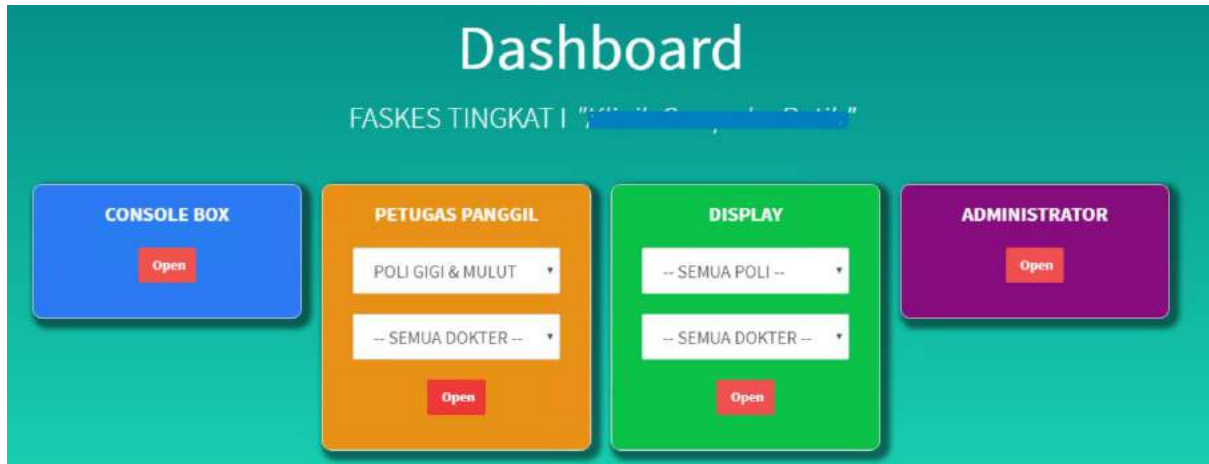 Dashboard
FASKES TINGKAT I
CONSOLE BOX
Open
PETUGAS PANGGIL
POLI GIGI & MULUT
-- SEMUA DOKTER --
Open
DISPLAY
-- SEMUA POLI --
-- SEMUA DOKTER --
Open
ADMINISTRATOR
Open